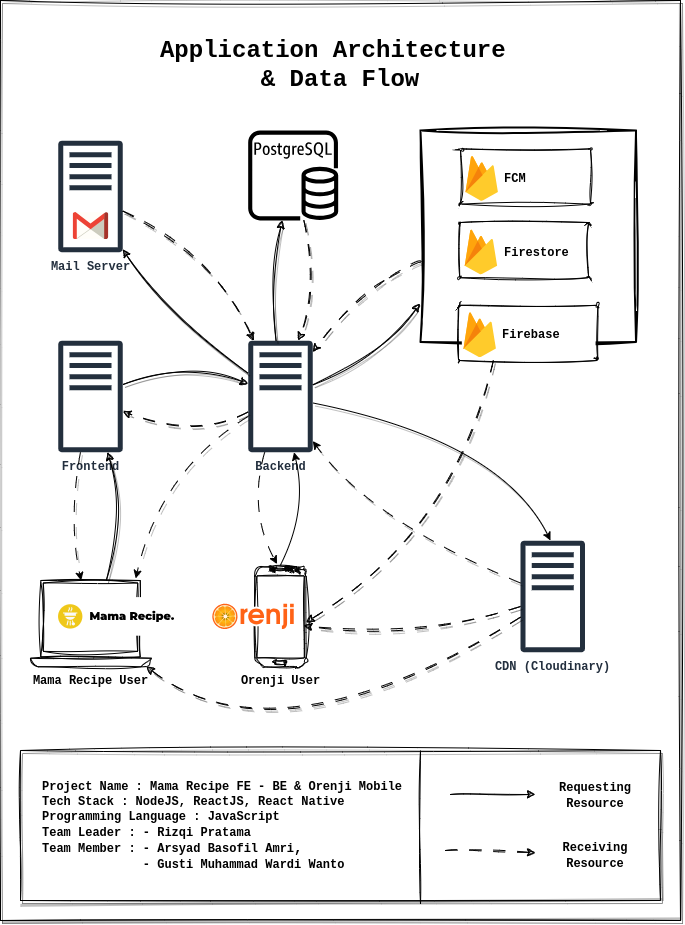 Application Architecture
& Data Flow
PostgreSQL
FCM
Firestore
Firebase
Mail Server
Frontend
Backend
Mama Recipe.
Orenji
Mama Recipe User
Orenji User
CDN (Cloudinary)
Project Name : Mama Recipe FE - BE & Orenji Mobile
Tech Stack : NodeJS, ReactJS, React Native
Programming Language : JavaScript
Team Leader : - Rizqi Pratama
Team Member : - Arsyad Basofil Amri,
- Gusti Muhammad Wardi Wanto
Requesting
Resource
Receiving
Resource